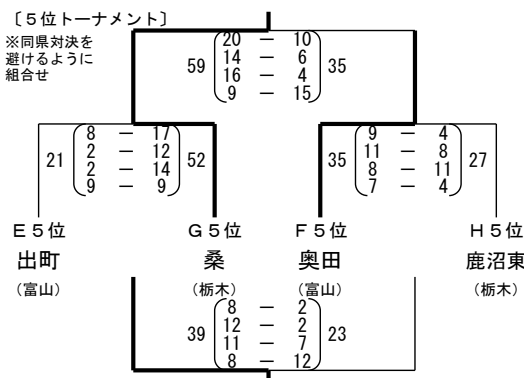 〔５位トーナメント〕
※同県対決を
避けるように
組合せ
59 20 － 10 35
14 － 6
16 － 4
9 － 15
21 8 － 17 52
2 － 12
2 － 14
9 － 9
35 9 － 4 27
11 － 8
8 － 11
7 － 4
Ｅ５位 Ｇ５位 Ｆ５位 Ｈ５位
出町 桑 奥田 鹿沼東
（富山） （栃木） （富山） （栃木）
39 8 － 2 23
12 － 2
11 － 7
8 － 12